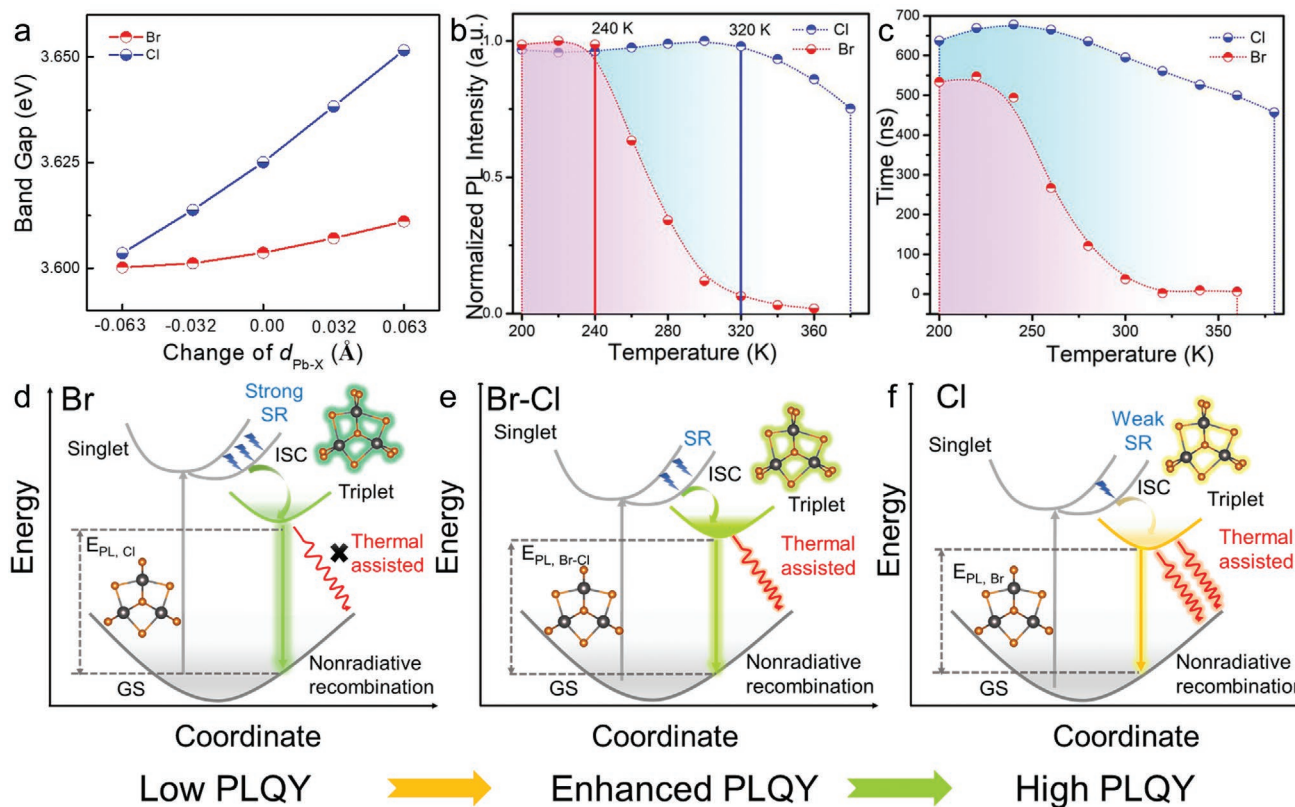 a
Br
Cl
Band Gap (eV)
3.650
3.625
3.600
-0.063
-0.032
0.00
0.032
0.063
Change of dPb-X (Å)
b
240 K
320 K
Cl
Br
Normalized PL Intensity (a.u.)
1.0
0.5
0.0
200
240
280
320
360
Temperature (K)
c
Cl
Br
Time (ns)
700
600
500
400
300
200
100
0
200
250
300
350
Temperature (K)
d
Br
Strong
SR
Singlet
ISC
Triplet
Energy
EPL, Cl
Thermal
assisted
Nonradiative
recombination
GS
Coordinate
e
Br-Cl
SR
Singlet
ISC
Triplet
Energy
EPL, Br-Cl
Thermal
assisted
Nonradiative
recombination
GS
Coordinate
f
Cl
Weak
SR
Singlet
ISC
Triplet
Energy
EPL, Br
Thermal
assisted
Nonradiative
recombination
GS
Coordinate
Low PLQY
Enhanced PLQY
High PLQY